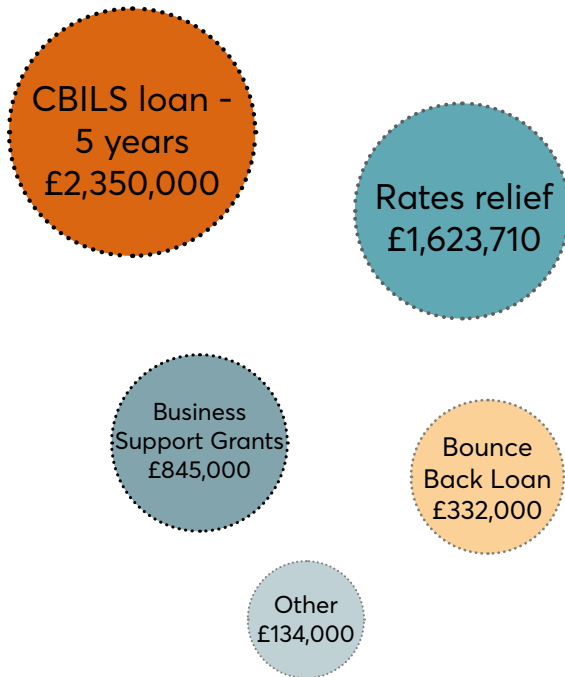 CBILS loan -
5 years
£2,350,000
Rates relief
£1,623,710
Business
Support Grants
£845,000
Bounce
Back Loan
£332,000
Other
£134,000